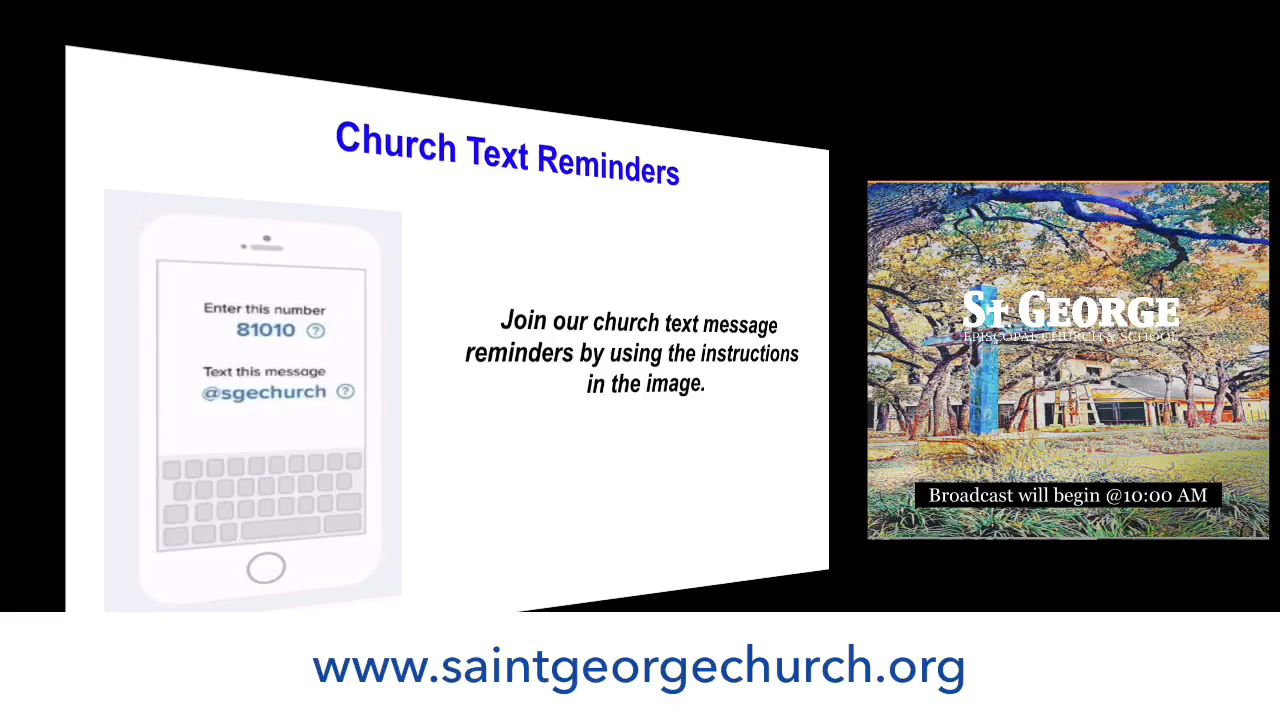 Church Text Reminders
Enter this number
81010 ?
Text this message
@sgechurch ?
Join our church text message
reminders by using the instructions
in the image.
St. GEORGE
EPISCOPAL CHURCH & SCHOOL
Broadcast will begin @10:00 AM
www.saintgeorgechurch.org